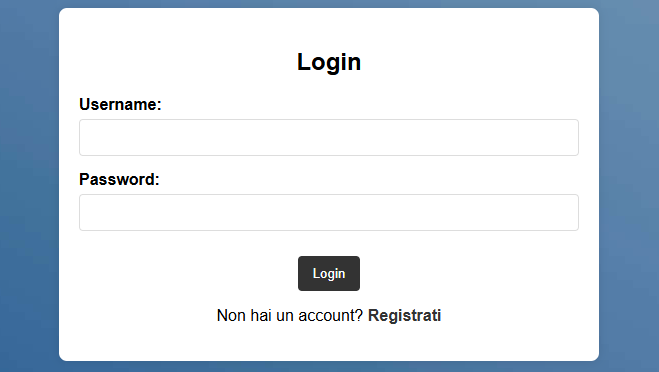 Login
Username:
Password:
Login
Non hai un account? Registrati